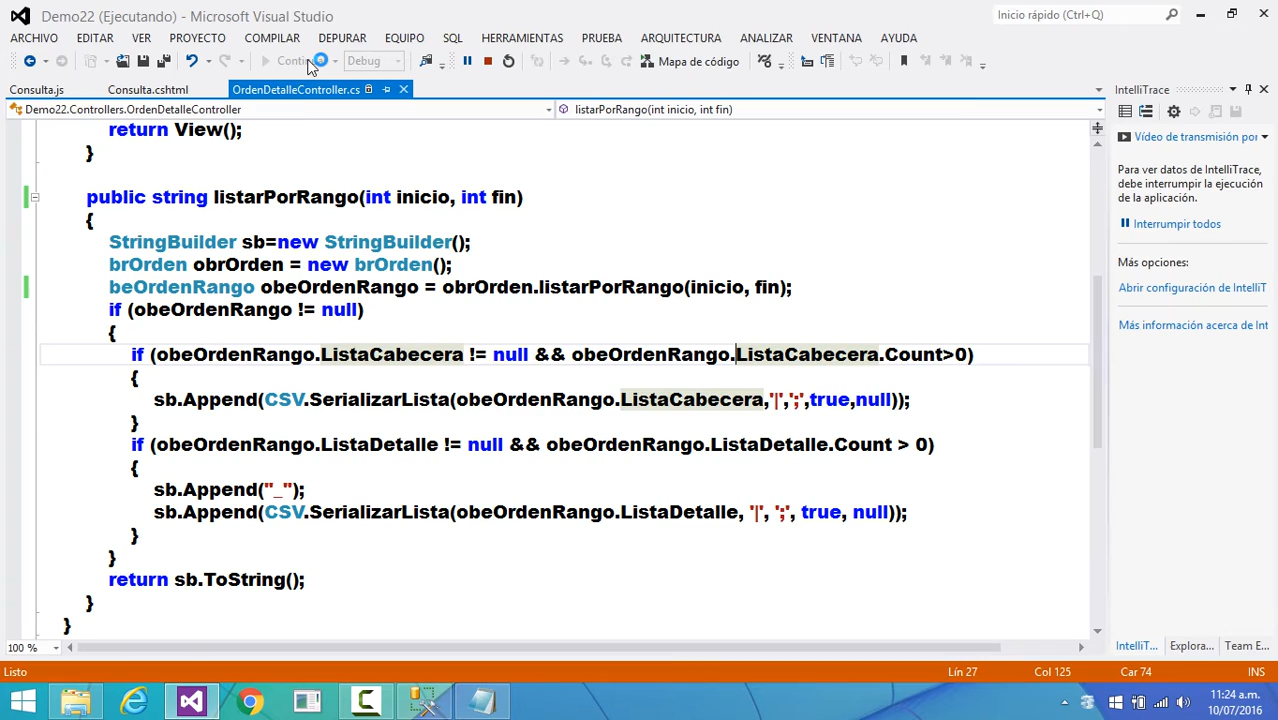 Demo22 (Ejecutando) - Microsoft Visual Studio
Inicio rápido (Ctrl+Q)
ARCHIVO EDITAR VER PROYECTO COMPILAR DEPURAR EQUIPO SQL HERRAMIENTAS PRUEBA ARQUITECTURA ANALIZAR VENTANA AYUDA
Debug Mapa de código
Consulta.js Consulta.cshtml OrdenDetalleController.cs
IntelliTrace
Demo22.Controllers.OrdenDetalleController listarPorRango(int inicio, int fin)
return View();
}
public string listarPorRango(int inicio, int fin)
{
StringBuilder sb=new StringBuilder();
brOrden obrOrden = new brOrden();
beOrdenRango obeOrdenRango = obrOrden.listarPorRango(inicio, fin);
if (obeOrdenRango != null)
{
if (obeOrdenRango.ListaCabecera != null && obeOrdenRango.ListaCabecera.Count>0)
{
sb.Append(CSV.SerializarLista(obeOrdenRango.ListaCabecera,'|',';',true,null));
}
if (obeOrdenRango.ListaDetalle != null && obeOrdenRango.ListaDetalle.Count > 0)
{
sb.Append("_");
sb.Append(CSV.SerializarLista(obeOrdenRango.ListaDetalle, '|', ';', true, null));
}
}
return sb.ToString();
}
}
Vídeo de transmisión por
Para ver datos de IntelliTrace,
debe interrumpir la ejecución
de la aplicación.
Interrumpir todos
Más opciones:
Abrir configuración de IntelliT
Más información acerca de Int
100 %
IntelliT... Explora... Team E...
Listo Lín 27 Col 125 Car 74 INS
11:24 a.m.
10/07/2016